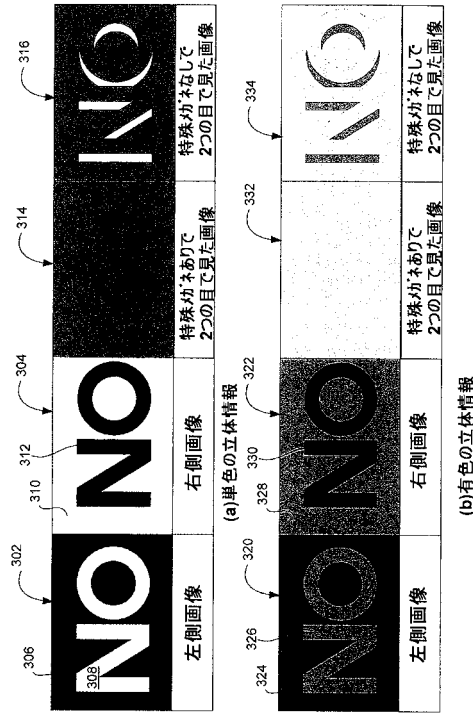 306
308
302
310
312
304
314
316
NO
NO
NO
左側画像
右側画像
特殊メガネありで
2つの目で見た画像
特殊メガネなしで
2つの目で見た画像
(a)単色の立体情報
324
326
320
328
330
322
332
334
NO
NO
NO
左側画像
右側画像
特殊メガネありで
2つの目で見た画像
特殊メガネなしで
2つの目で見た画像
(b)有色の立体情報